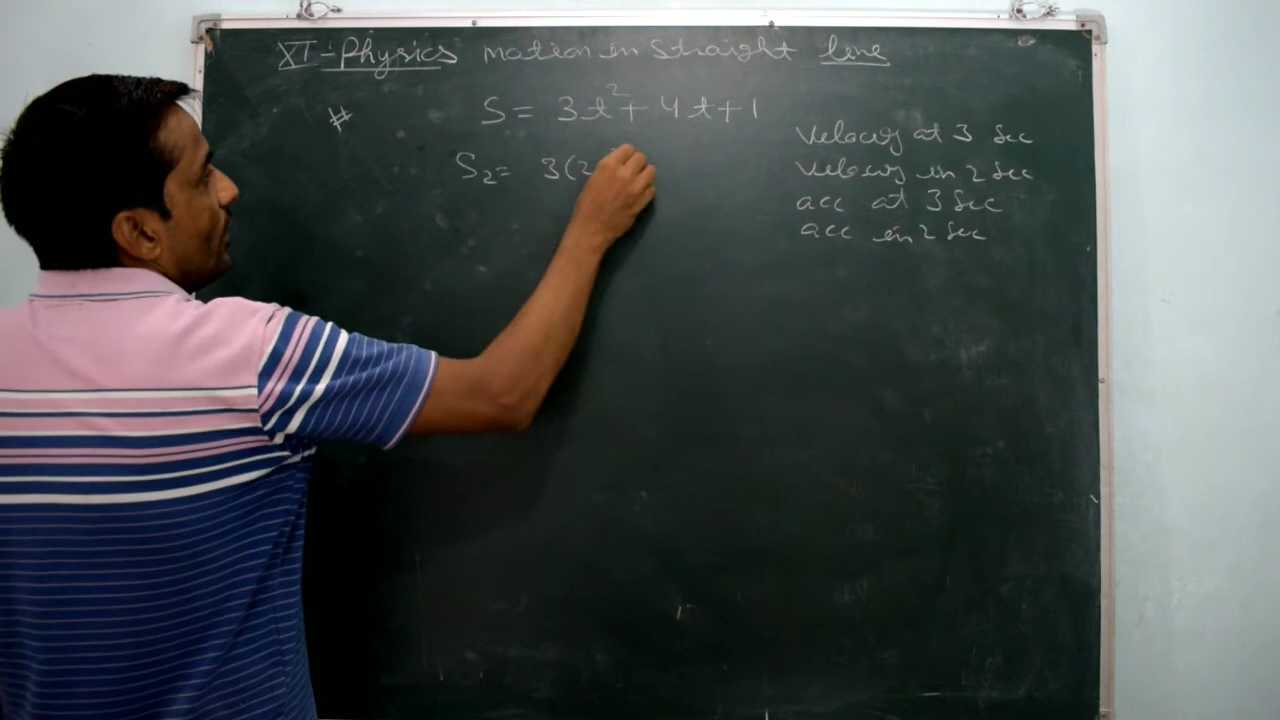 XI :- Physics Motion in Straight line
# S = 3t² + 4t + 1
S₂ = 3(2
Velocity at 3 Sec
Velocity in 2 Sec
acc at 3 Sec
acc in 2 Sec